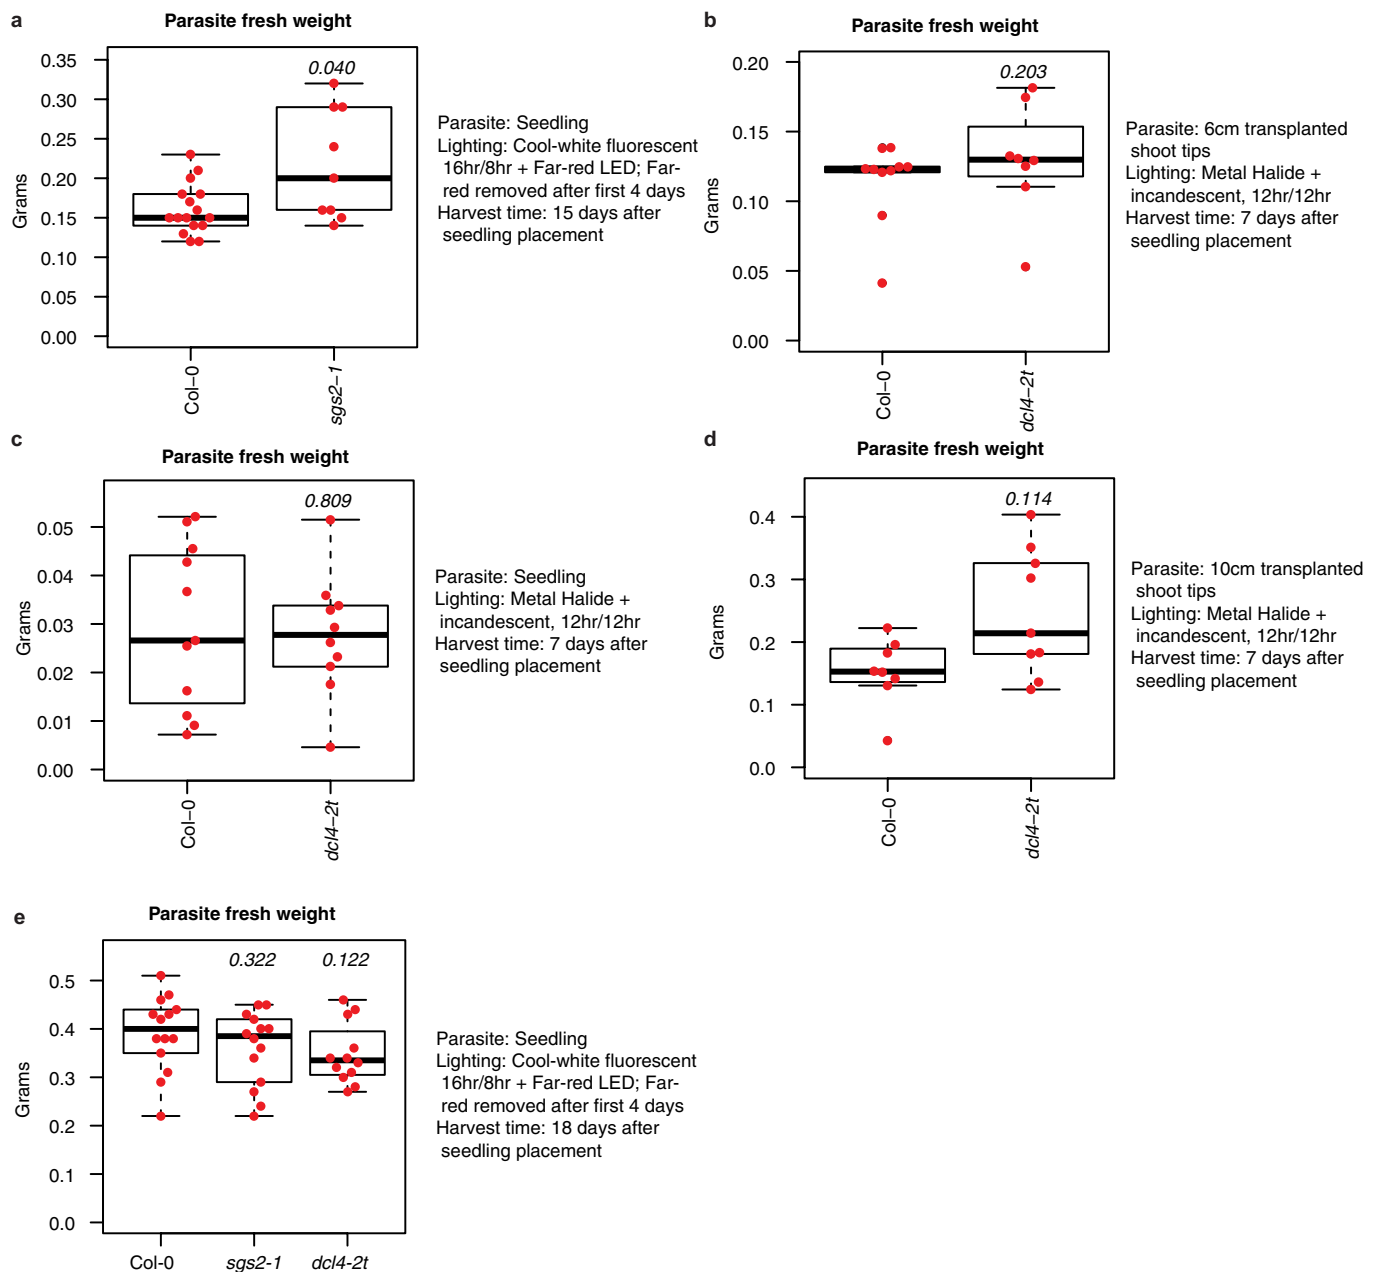 a
Parasite fresh weight
0.35
0.30
0.25
0.20
0.15
0.10
0.05
0.00
Grams
0.040
Col−0
sgs2−1
Parasite: Seedling
Lighting: Cool-white fluorescent
16hr/8hr + Far-red LED; Far-
red removed after first 4 days
Harvest time: 15 days after
seedling placement
b
Parasite fresh weight
0.20
0.15
0.10
0.05
0.00
Grams
0.203
Col−0
dcl4−2t
Parasite: 6cm transplanted
shoot tips
Lighting: Metal Halide +
incandescent, 12hr/12hr
Harvest time: 7 days after
seedling placement
c
Parasite fresh weight
0.05
0.04
0.03
0.02
0.01
0.00
Grams
0.809
Col−0
dcl4−2t
Parasite: Seedling
Lighting: Metal Halide +
incandescent, 12hr/12hr
Harvest time: 7 days after
seedling placement
d
Parasite fresh weight
0.4
0.3
0.2
0.1
0.0
Grams
0.114
Col−0
dcl4−2t
Parasite: 10cm transplanted
shoot tips
Lighting: Metal Halide +
incandescent, 12hr/12hr
Harvest time: 7 days after
seedling placement
e
Parasite fresh weight
0.5
0.4
0.3
0.2
0.1
0.0
Grams
0.322
0.122
Col-0
sgs2-1
dcl4-2t
Parasite: Seedling
Lighting: Cool-white fluorescent
16hr/8hr + Far-red LED; Far-
red removed after first 4 days
Harvest time: 18 days after
seedling placement